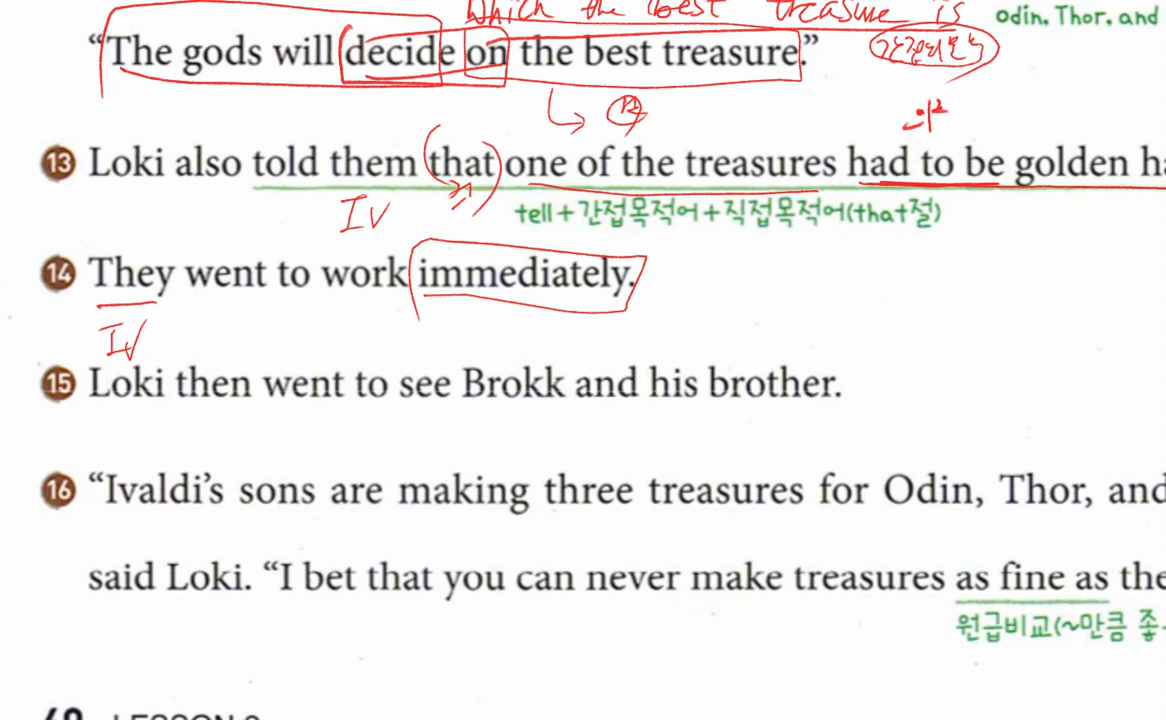 which the best treasure is
Odin, Thor, and
“The gods will decide on the best treasure.” 간접의문
13 Loki also told them that one of the treasures had to be golden ha
IV tell+간접목적어+직접목적어(that절)
14 They went to work immediately.
IV
15 Loki then went to see Brokk and his brother.
16 “Ivaldi’s sons are making three treasures for Odin, Thor, and
said Loki. “I bet that you can never make treasures as fine as the
원급비교(~만큼 좋
LESSON